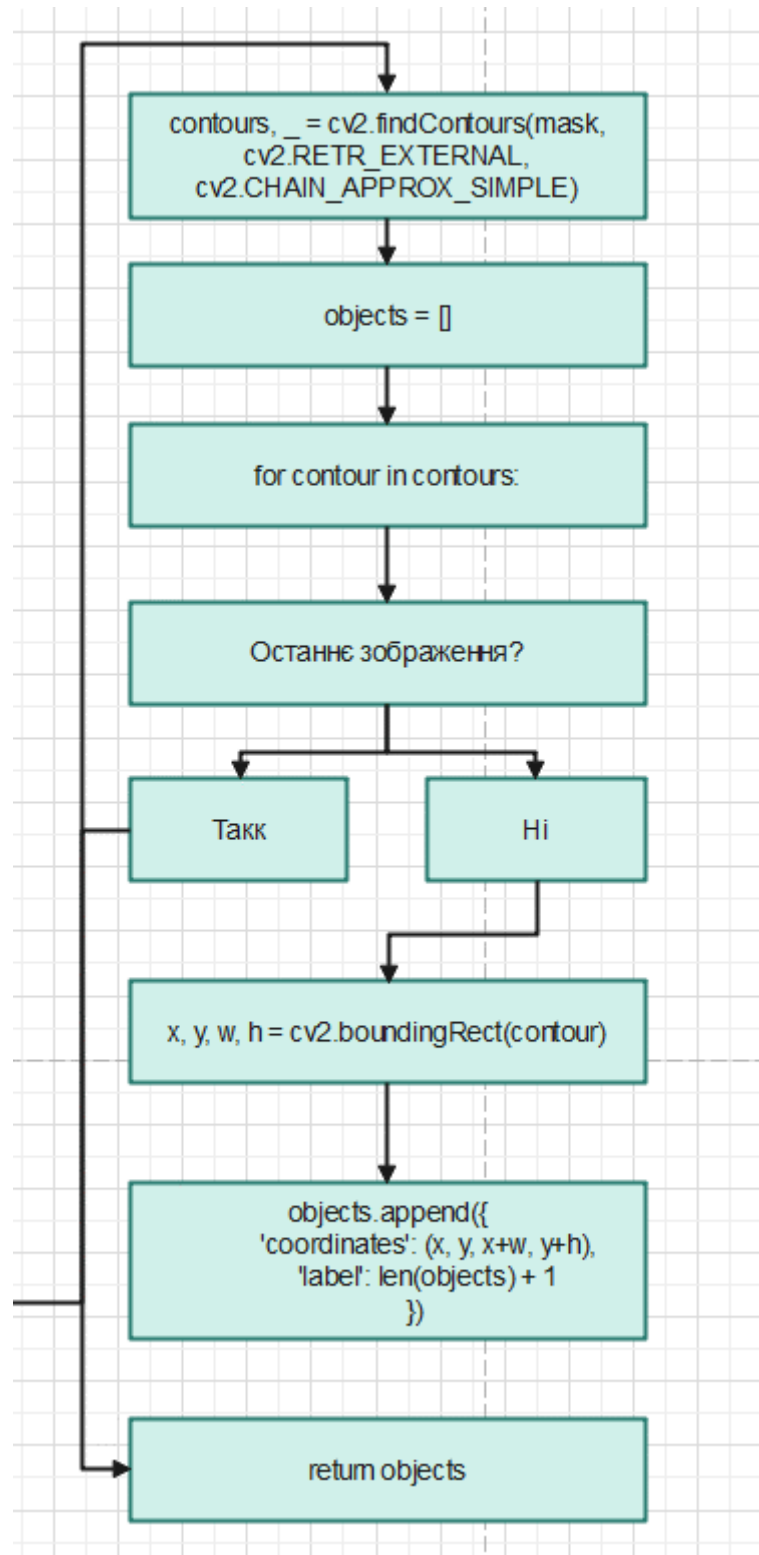 contours, _ = cv2.findContours(mask,
cv2.RETR_EXTERNAL,
cv2.CHAIN_APPROX_SIMPLE)
objects = []
for contour in contours:
Останнє зображення?
Такк
Ні
x, y, w, h = cv2.boundingRect(contour)
objects.append({
'coordinates': (x, y, x+w, y+h),
'label': len(objects) + 1
})
return objects